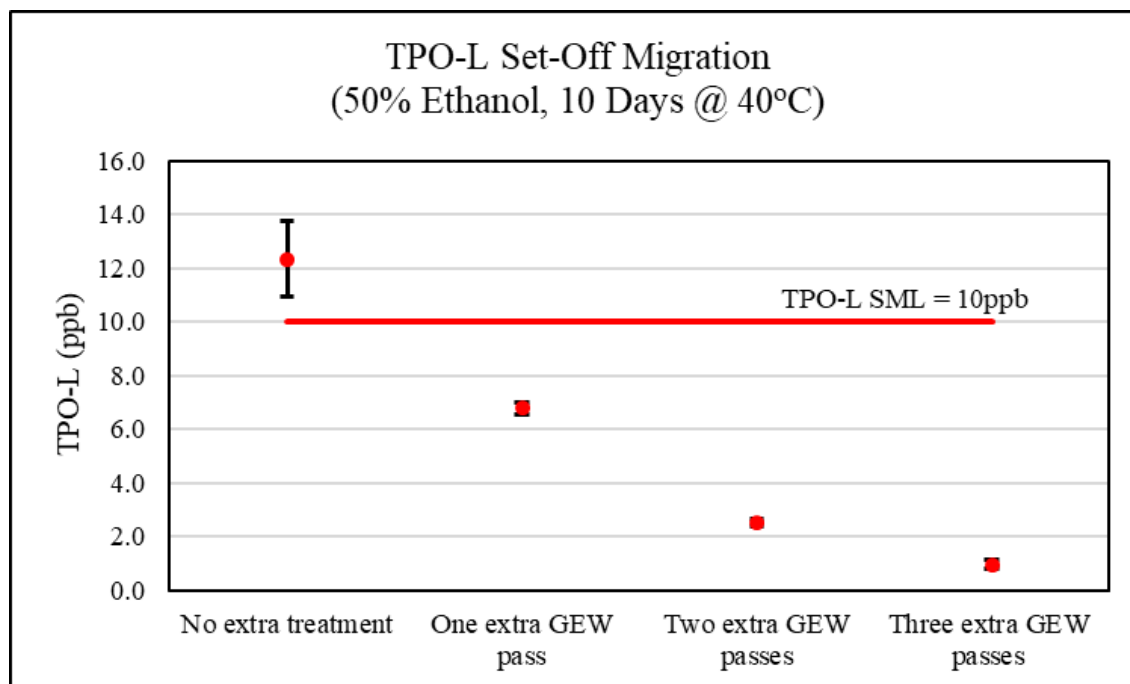 TPO-L Set-Off Migration
(50% Ethanol, 10 Days @ 40°C)
16.0
14.0
12.0
10.0
8.0
6.0
4.0
2.0
0.0
TPO-L (ppb)
TPO-L SML = 10ppb
No extra treatment
One extra GEW
pass
Two extra GEW
passes
Three extra GEW
passes